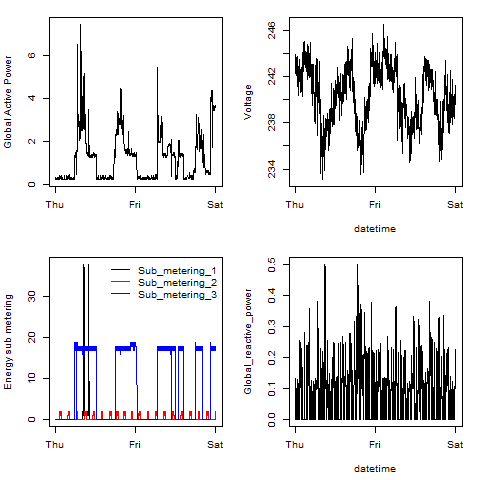 Global Active Power
6
4
2
0
Thu
Fri
Sat
Voltage
246
242
238
234
Thu
Fri
Sat
datetime
Energy sub metering
30
20
10
0
Sub_metering_1
Sub_metering_2
Sub_metering_3
Thu
Fri
Sat
Global_reactive_power
0.5
0.4
0.3
0.2
0.1
0.0
Thu
Fri
Sat
datetime